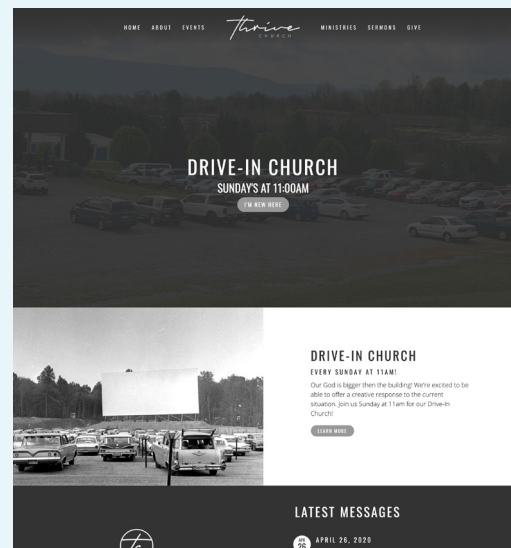 HOME ABOUT EVENTS
Thrive
CHURCH
MINISTRIES SERMONS GIVE
DRIVE-IN CHURCH
SUNDAY'S AT 11:00AM
I'M NEW HERE
DRIVE-IN CHURCH
EVERY SUNDAY AT 11AM!
Our God is bigger then the building! We're excited to be
able to offer a creative response to the current
situation. Join us Sunday at 11am for our Drive-In
Church!
LEARN MORE
LATEST MESSAGES
APR
26
APRIL 26, 2020